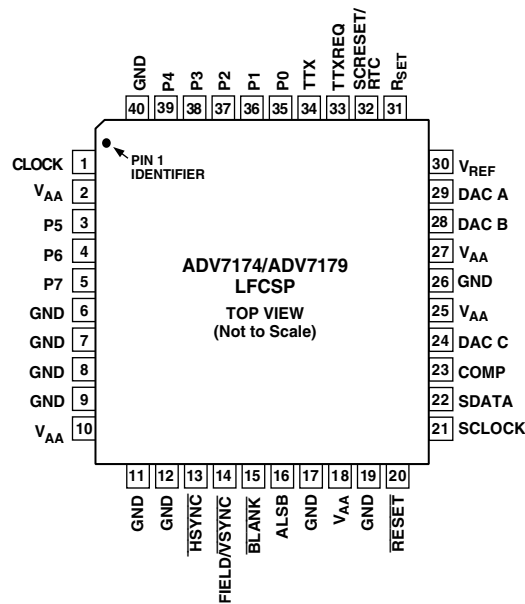 GND
P4
P3
P2
P1
P0
TTX
TTXREQ
SCRESET/
RTC
RSET
40 39 38 37 36 35 34 33 32 31
CLOCK 1
VAA 2
P5 3
P6 4
P7 5
GND 6
GND 7
GND 8
GND 9
VAA 10
PIN 1
IDENTIFIER
ADV7174/ADV7179
LFCSP
TOP VIEW
(Not to Scale)
30 VREF
29 DAC A
28 DAC B
27 VAA
26 GND
25 VAA
24 DAC C
23 COMP
22 SDATA
21 SCLOCK
11 12 13 14 15 16 17 18 19 20
GND
GND
HSYNC
FIELD/VSYNC
BLANK
ALSB
GND
VAA
GND
RESET